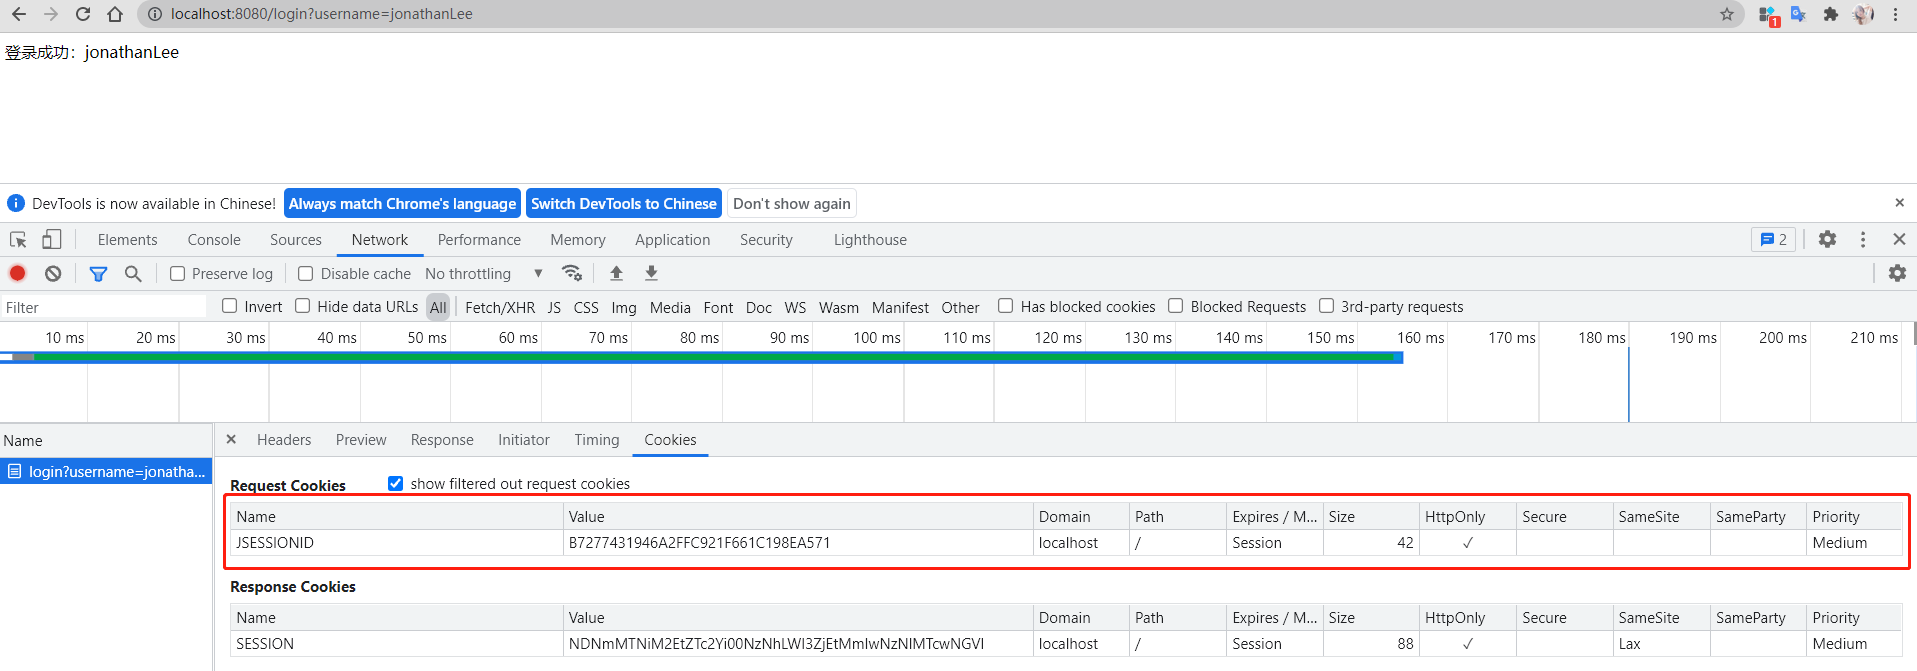 localhost:8080/login?username=jonathanLee
1
登录成功：jonathanLee
DevTools is now available in Chinese! Always match Chrome's language Switch DevTools to Chinese Don't show again
Elements Console Sources Network Performance Memory Application Security Lighthouse 2
Preserve log Disable cache No throttling
Filter Invert Hide data URLs All Fetch/XHR JS CSS Img Media Font Doc WS Wasm Manifest Other Has blocked cookies Blocked Requests 3rd-party requests
10 ms 20 ms 30 ms 40 ms 50 ms 60 ms 70 ms 80 ms 90 ms 100 ms 110 ms 120 ms 130 ms 140 ms 150 ms 160 ms 170 ms 180 ms 190 ms 200 ms 210 ms
Name Headers Preview Response Initiator Timing Cookies
login?username=jonatha...
Request Cookies show filtered out request cookies
Name Value Domain Path Expires / M... Size HttpOnly Secure SameSite SameParty Priority
JSESSIONID B7277431946A2FFC921F661C198EA571 localhost / Session 42 ✓ Medium
Response Cookies
Name Value Domain Path Expires / M... Size HttpOnly Secure SameSite SameParty Priority
SESSION NDNmMTNiM2EtZTc2Yi00NzNhLWI3ZjEtMmIwNzNlMTcwNGVl localhost / Session 88 ✓ Lax Medium